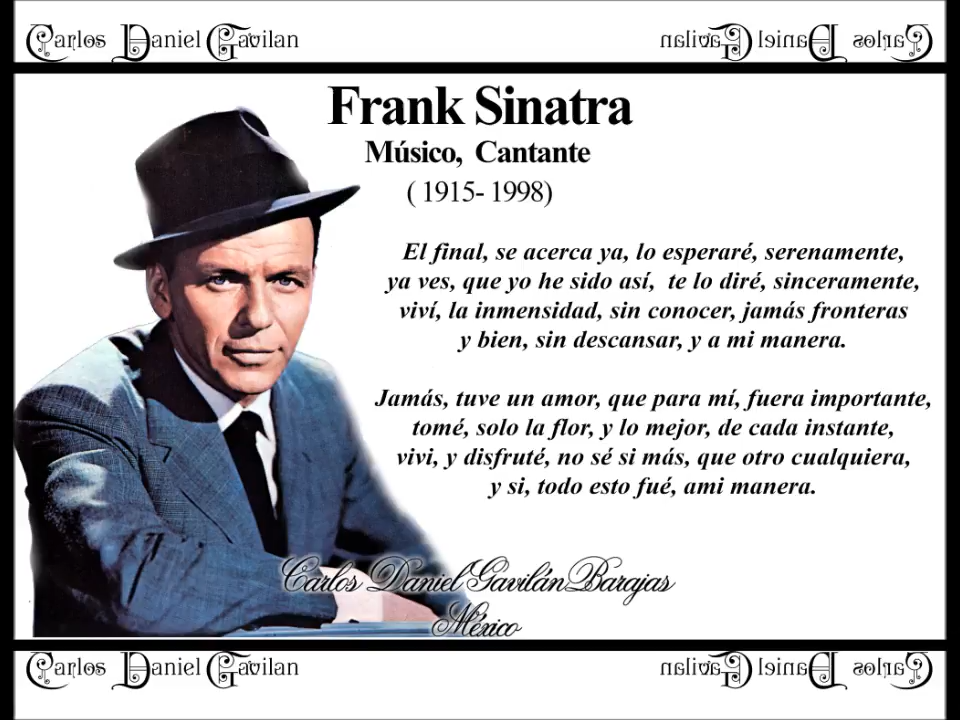 Carlos Daniel Gavilan Carlos Daniel Gavilan
Frank Sinatra
Músico, Cantante
( 1915- 1998)
El final, se acerca ya, lo esperaré, serenamente,
ya ves, que yo he sido así, te lo diré, sinceramente,
viví, la inmensidad, sin conocer, jamás fronteras
y bien, sin descansar, y a mi manera.
Jamás, tuve un amor, que para mí, fuera importante,
tomé, solo la flor, y lo mejor, de cada instante,
vivi, y disfruté, no sé si más, que otro cualquiera,
y si, todo esto fué, ami manera.
Carlos Daniel Gavilán Barajas
México
Carlos Daniel Gavilan Carlos Daniel Gavilan